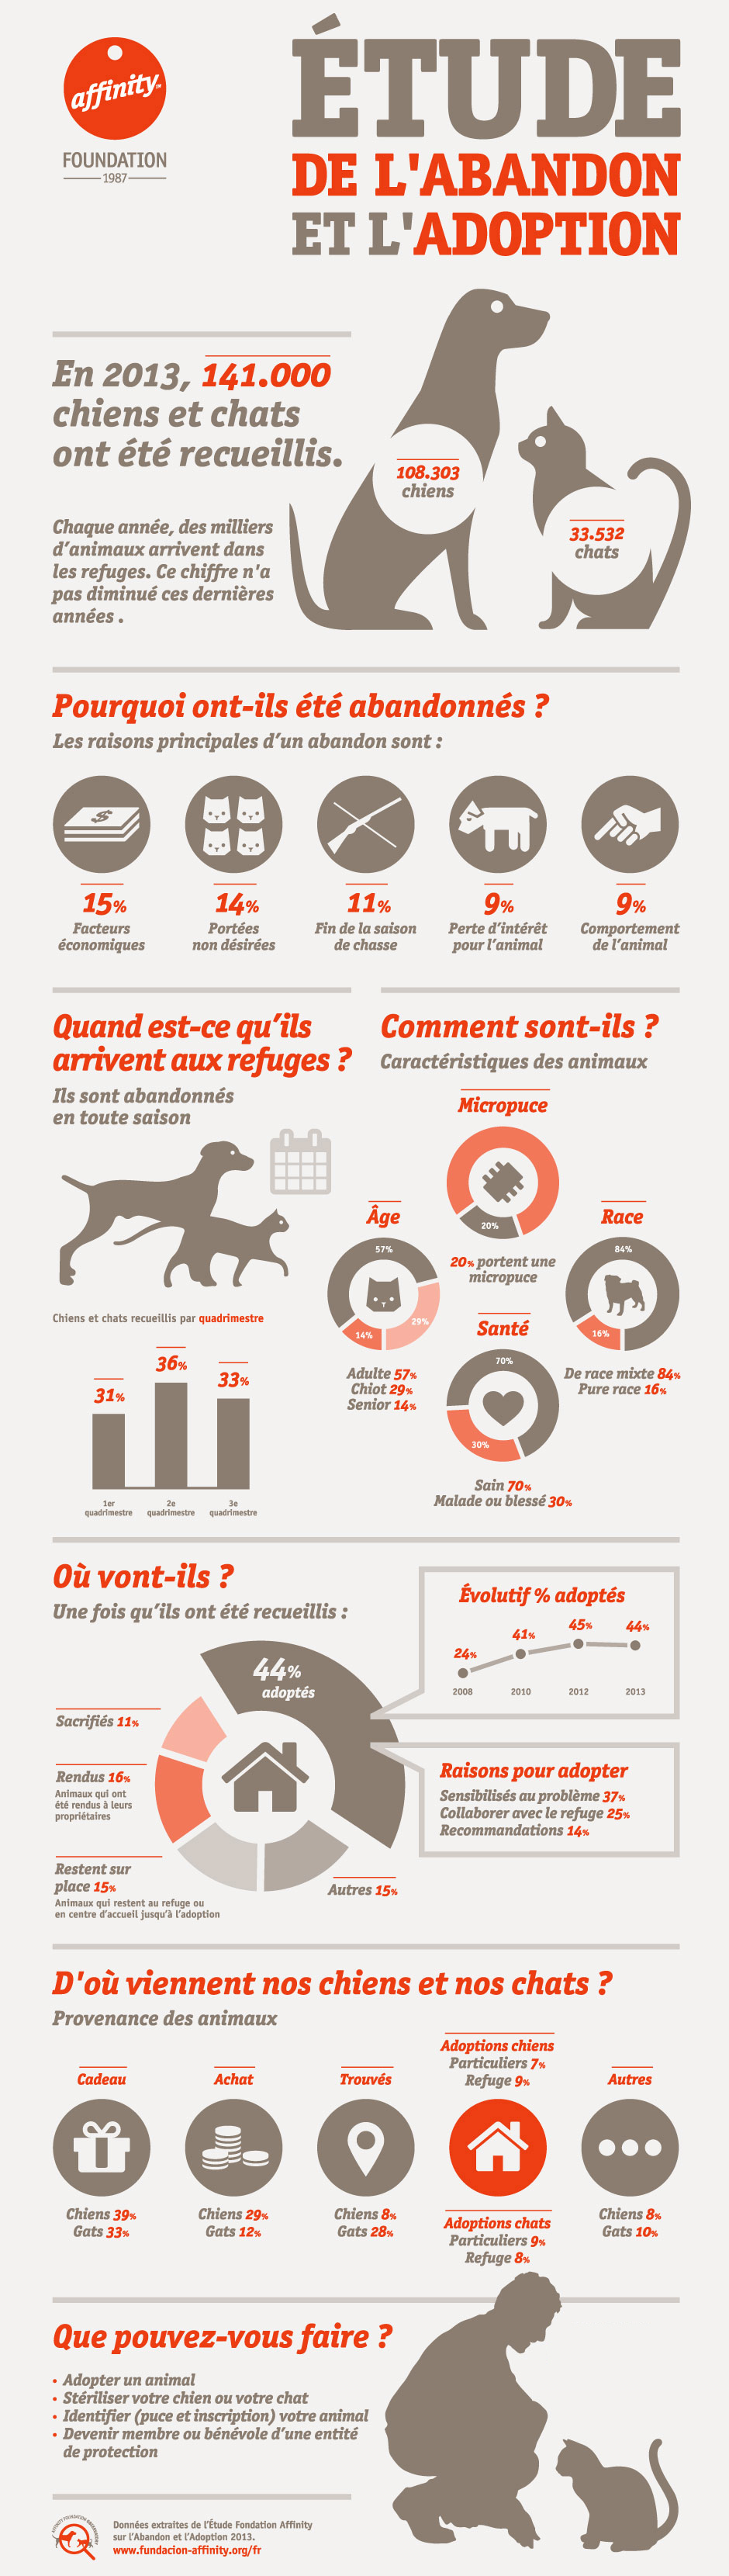 affinity
FOUNDATION
1987
ÉTUDE
DE L'ABANDON
ET L'ADOPTION
En 2013, 141.000
chiens et chats
ont été recueillis.
108.303
chiens
33.532
chats
Chaque année, des milliers
d'animaux arrivent dans
les refuges. Ce chiffre n'a
pas diminué ces dernières
années .
Pourquoi ont-ils été abandonnés ?
Les raisons principales d'un abandon sont :
$
15%
Facteurs
économiques
14%
Portées
non désirées
11%
Fin de la saison
de chasse
9%
Perte d'intérêt
pour l'animal
9%
Comportement
de l'animal
Quand est-ce qu'ils
arrivent aux refuges ?
Ils sont abandonnés
en toute saison
Chiens et chats recueillis par quadrimestre
31%
36%
33%
1er
quadrimestre
2e
quadrimestre
3e
quadrimestre
Comment sont-ils ?
Caractéristiques des animaux
Micropuce
20%
20% portent une
micropuce
Âge
57%
29%
14%
Adulte 57%
Chiot 29%
Senior 14%
Race
84%
16%
De race mixte 84%
Pure race 16%
Santé
70%
30%
Sain 70%
Malade ou blessé 30%
Où vont-ils ?
Une fois qu'ils ont été recueillis :
44%
adoptés
Sacrifiés 11%
Rendus 16%
Animaux qui ont
été rendus à leurs
propriétaires
Restent sur
place 15%
Animaux qui restent au refuge ou
en centre d'accueil jusqu'à l'adoption
Autres 15%
Évolutif % adoptés
24%
41%
45%
44%
2008
2010
2012
2013
Raisons pour adopter
Sensibilisés au problème 37%
Collaborer avec le refuge 25%
Recommandations 14%
D'où viennent nos chiens et nos chats ?
Provenance des animaux
Cadeau
Chiens 39%
Gats 33%
Achat
Chiens 29%
Gats 12%
Trouvés
Chiens 8%
Gats 28%
Adoptions chiens
Particuliers 7%
Refuge 9%
Adoptions chats
Particuliers 9%
Refuge 8%
Autres
Chiens 8%
Gats 10%
Que pouvez-vous faire ?
• Adopter un animal
• Stériliser votre chien ou votre chat
• Identifier (puce et inscription) votre animal
• Devenir membre ou bénévole d'une entité
de protection
Données extraites de l'Étude Fondation Affinity
sur l'Abandon et l'Adoption 2013.
www.fundacion-affinity.org/fr